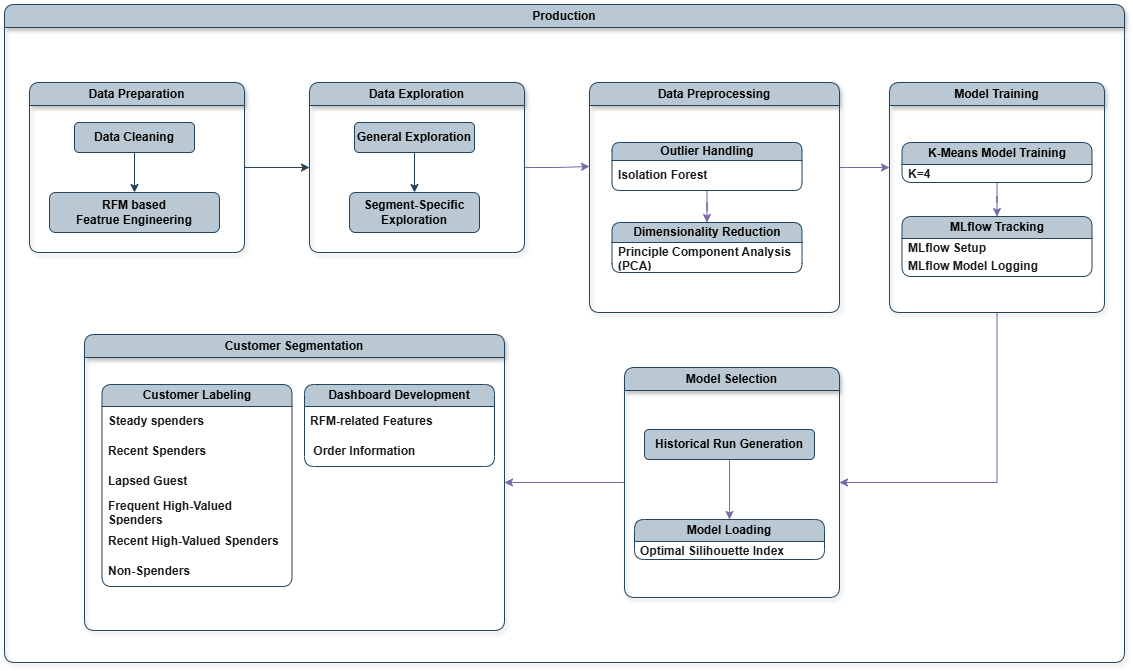 Production
Data Preparation
Data Cleaning
RFM based
Featrue Engineering
Data Exploration
General Exploration
Segment-Specific
Exploration
Data Preprocessing
Outlier Handling
Isolation Forest
Dimensionality Reduction
Principle Component Analysis
(PCA)
Model Training
K-Means Model Training
K=4
MLflow Tracking
MLflow Setup
MLflow Model Logging
Customer Segmentation
Customer Labeling
Steady spenders
Recent Spenders
Lapsed Guest
Frequent High-Valued
Spenders
Recent High-Valued Spenders
Non-Spenders
Dashboard Development
RFM-related Features
Order Information
Model Selection
Historical Run Generation
Model Loading
Optimal Silihouette Index